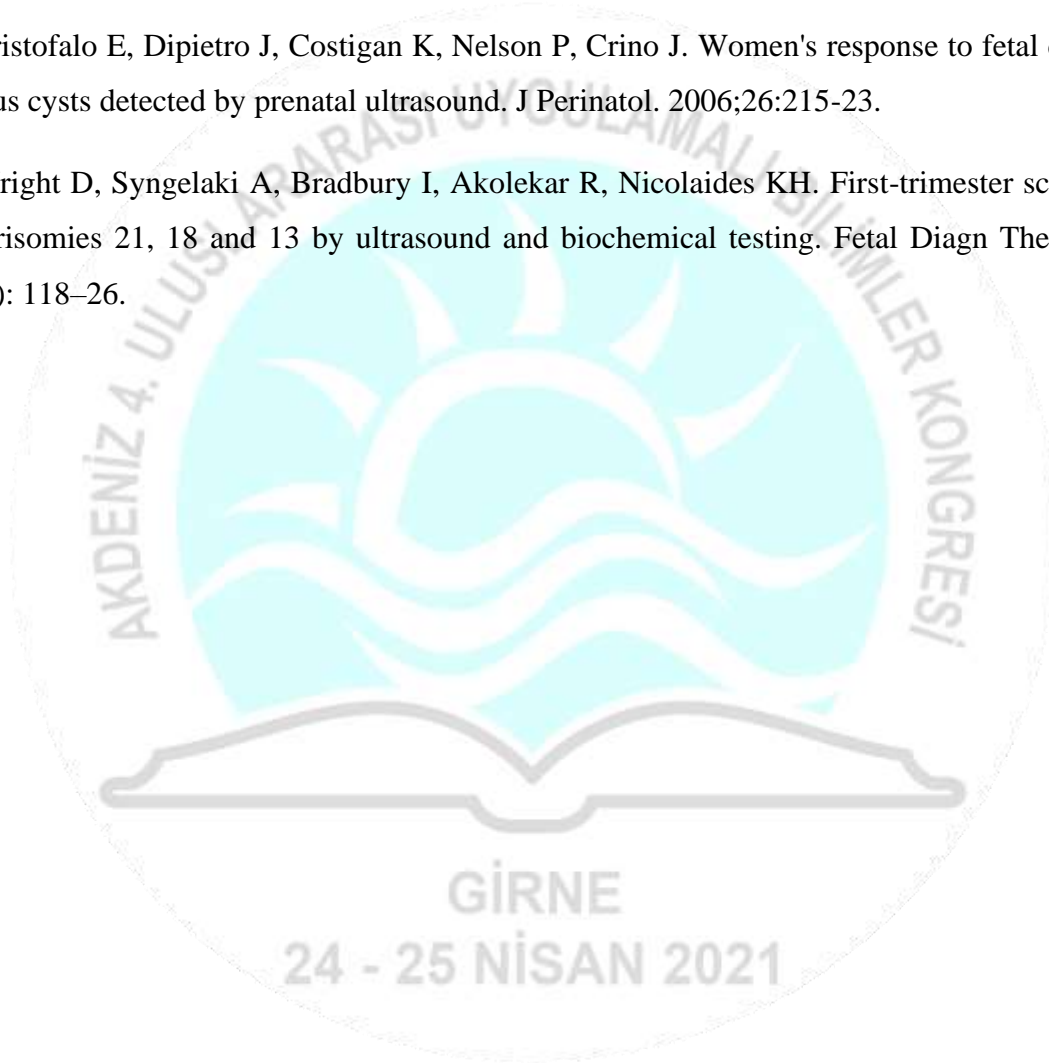 ristofalo E, Dipietro J, Costigan K, Nelson P, Crino J. Women's response to fetal
us cysts detected by prenatal ultrasound. J Perinatol. 2006;26:215-23.
right D, Syngelaki A, Bradbury I, Akolekar R, Nicolaides KH. First-trimester sc
risomies 21, 18 and 13 by ultrasound and biochemical testing. Fetal Diagn The
): 118–26.
AKDENİZ 4. ULUSLARARASI UYGULAMALI BİLİMLER KONGRESİ
GİRNE
24 - 25 NİSAN 2021